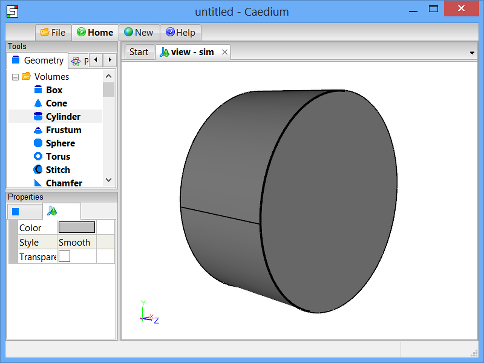 untitled - Caedium
File Home New Help
Tools
Geometry
Volumes
Box
Cone
Cylinder
Frustum
Sphere
Torus
Stitch
Chamfer
Properties
Color
Style Smooth
Transpare
Start view - sim
Y
X
Z